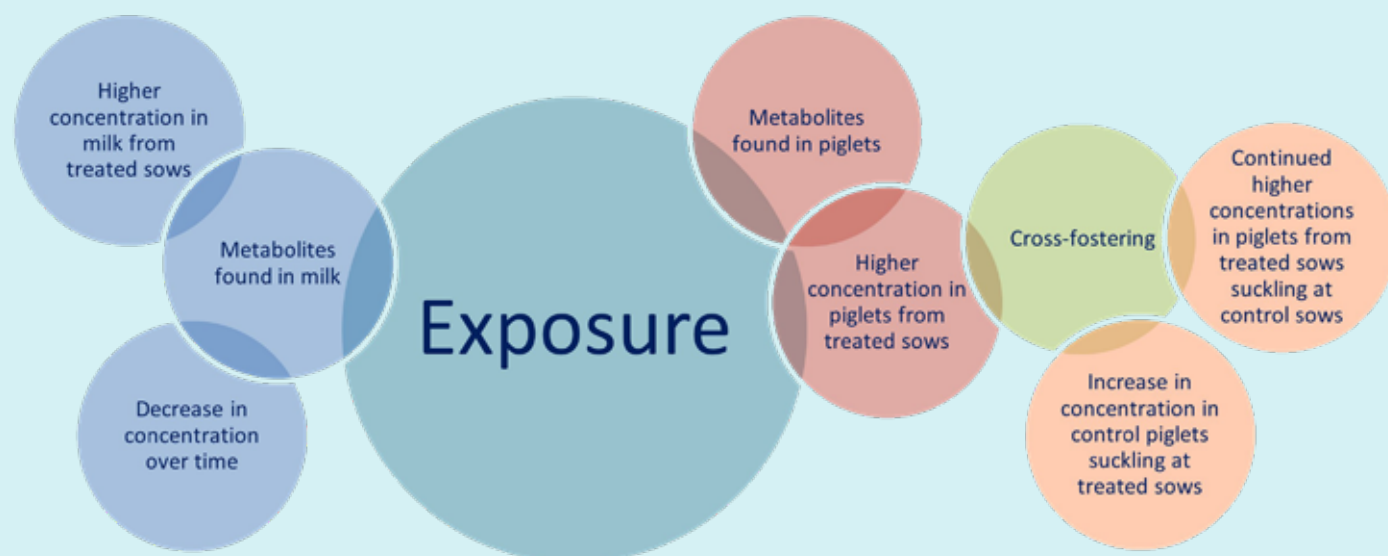 Higher
concentration in
milk from
treated sows
Metabolites
found in milk
Decrease in
concentration
over time
Exposure
Metabolites
found in piglets
Higher
concentration in
piglets from
treated sows
Cross-fostering
Continued
higher
concentrations
in piglets from
treated sows
suckling at
control sows
Increase in
concentration in
control piglets
suckling at
treated sows